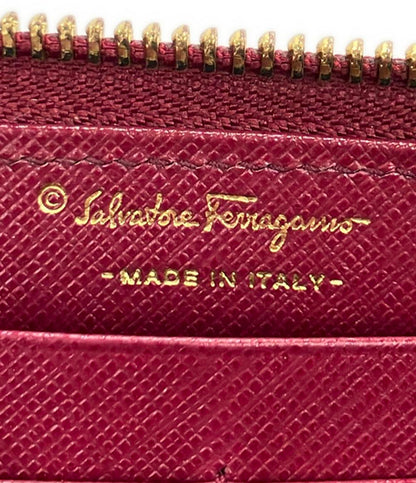 © Salvatore Ferragamo
-MADE IN ITALY-